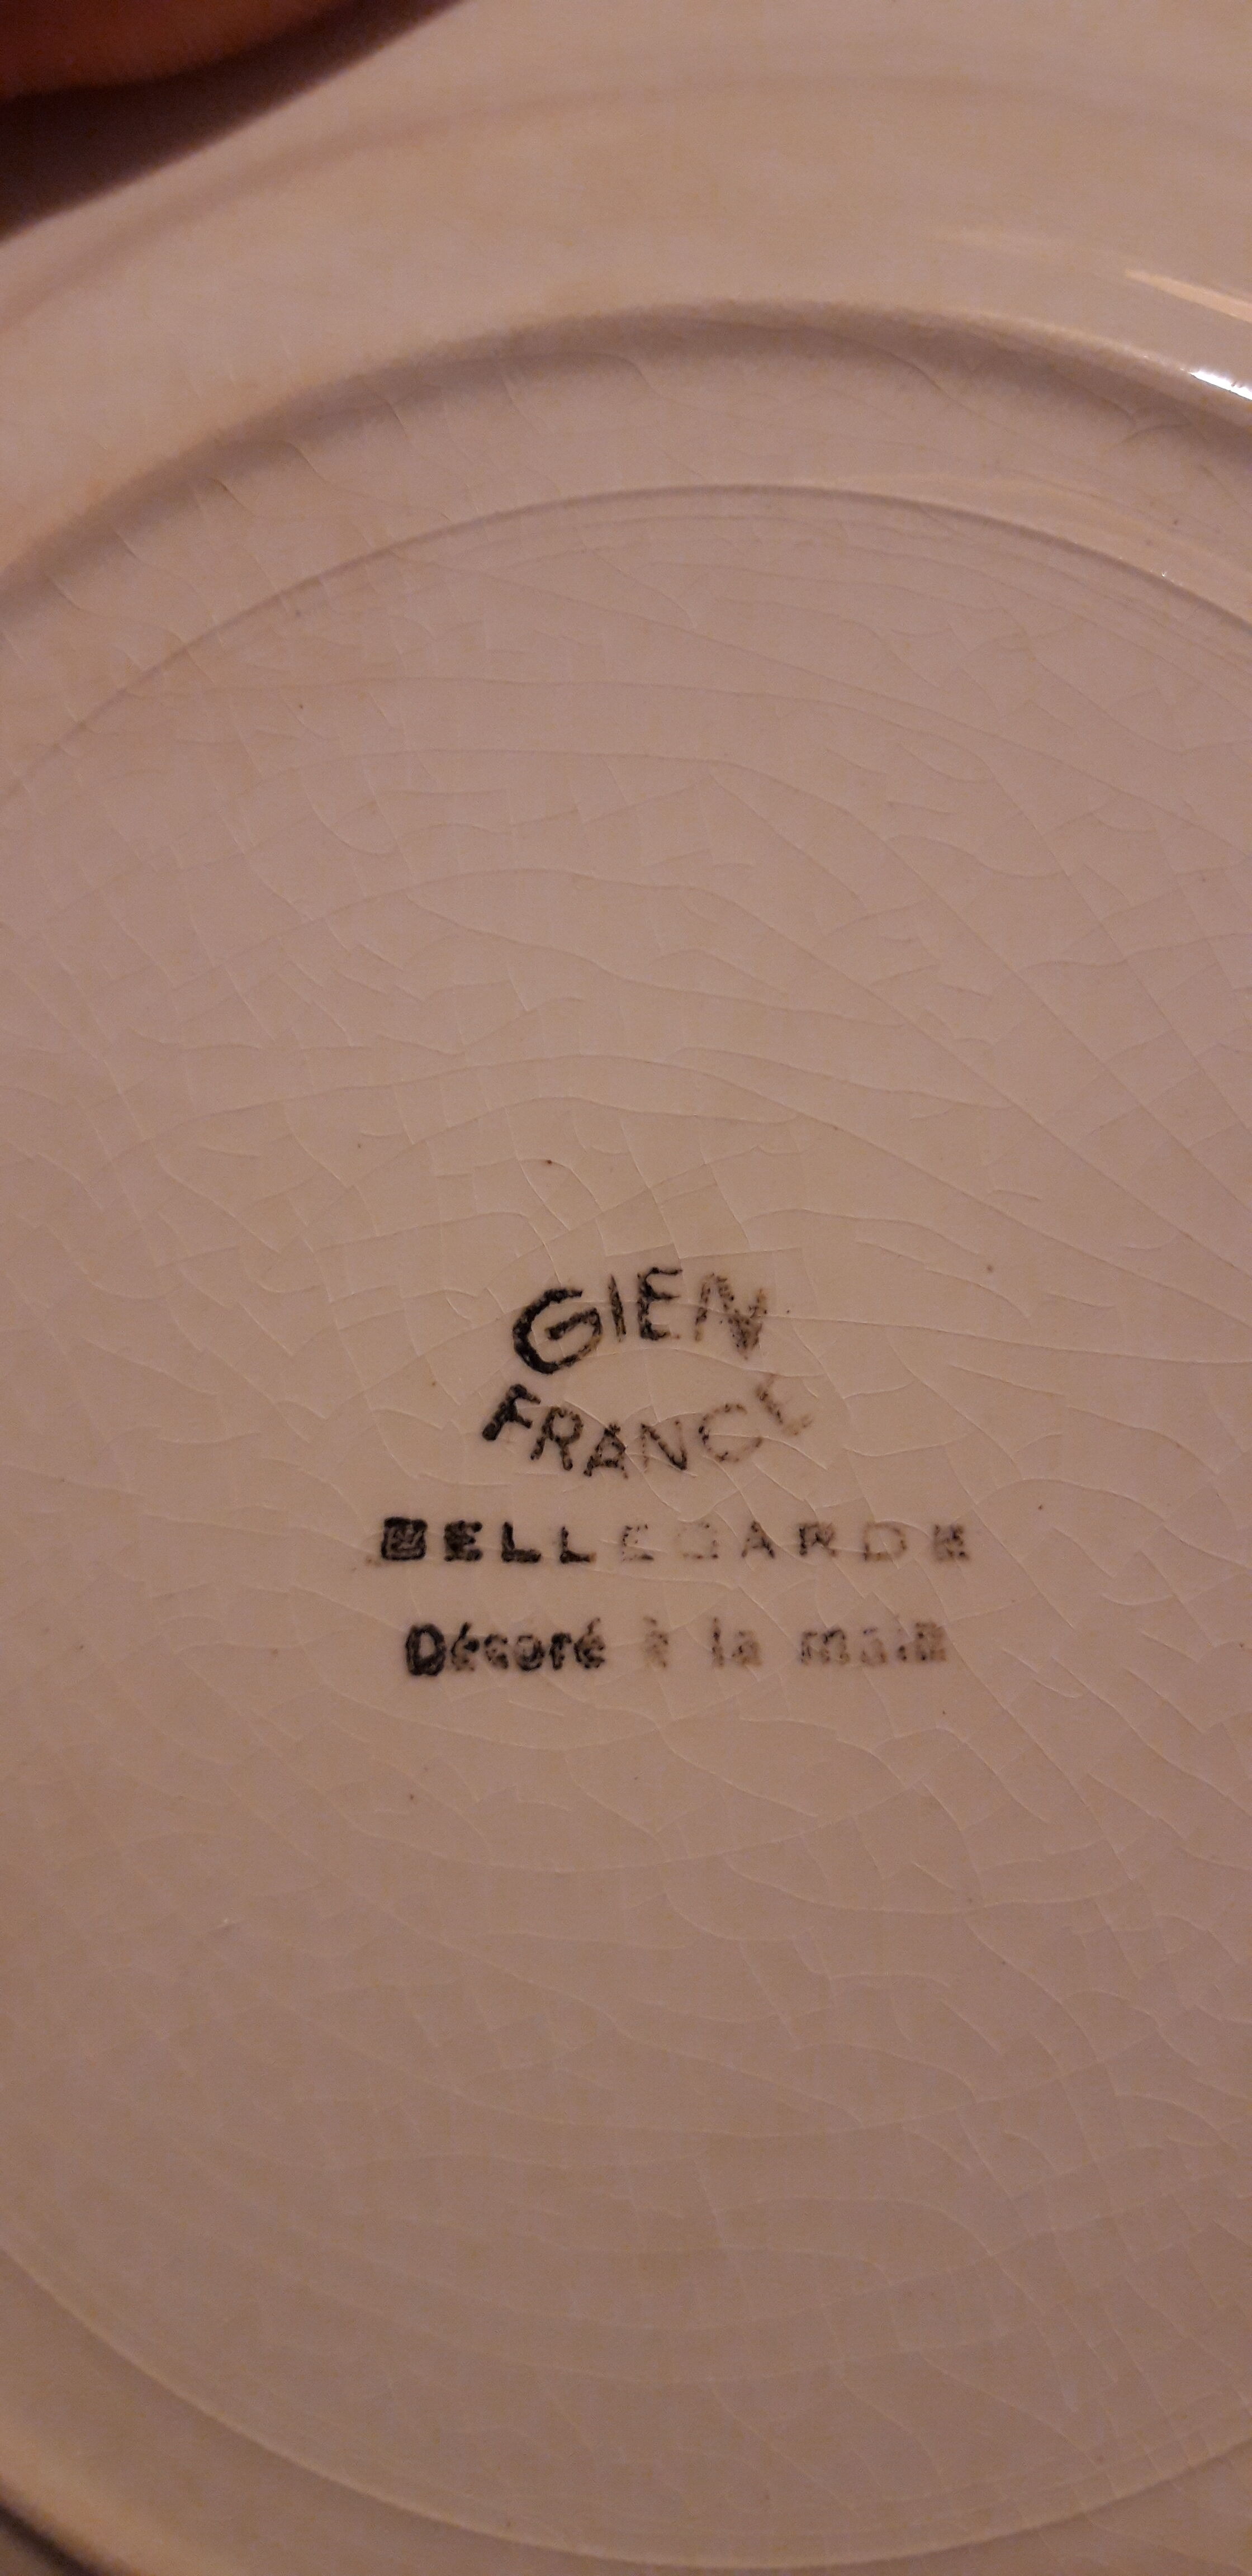 GIEN
FRANCE
BELLEGARDE
Décoré à la main